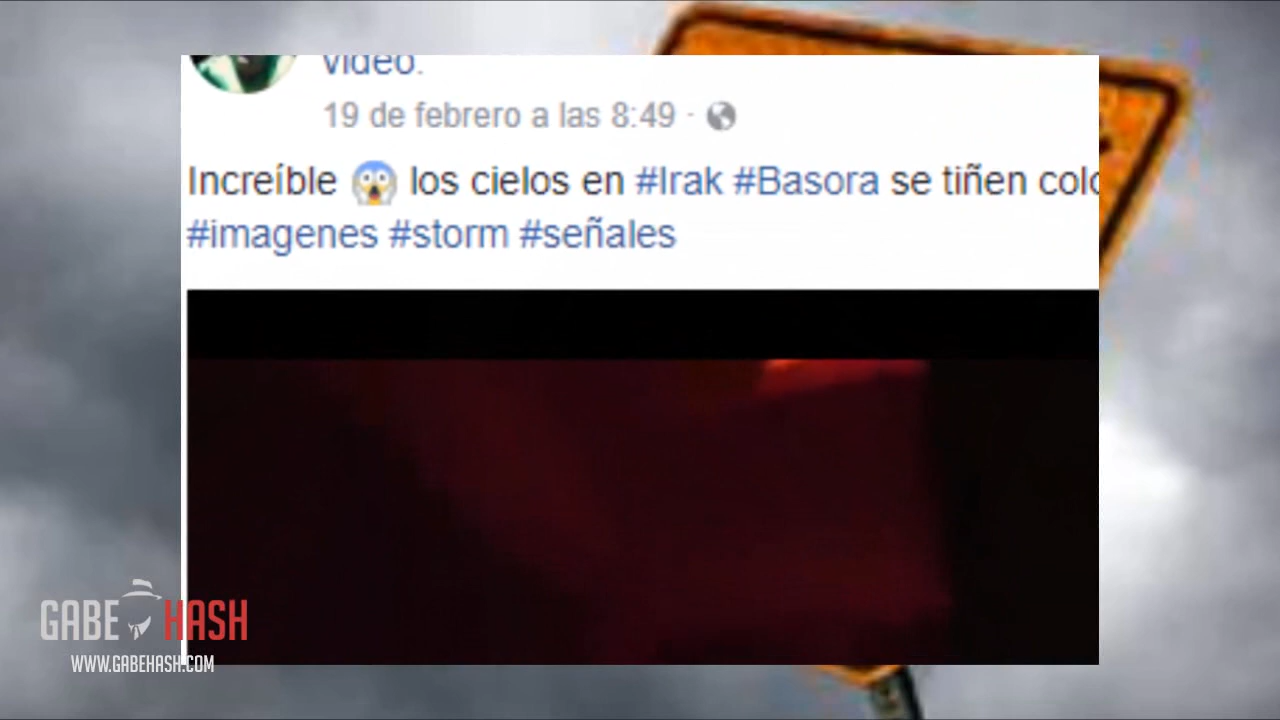 video.
19 de febrero a las 8:49 ·
Increíble 😱 los cielos en #Irak #Basora se tiñen
#imagenes #storm #señales
GABE HASH
WWW.GABEHASH.COM